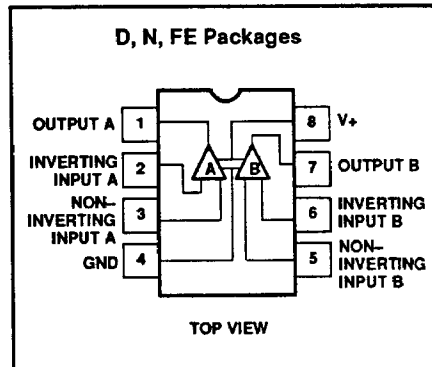 D, N, FE Packages
OUTPUT A
1
INVERTING
INPUT A
2
NON–
INVERTING
INPUT A
3
GND
4
A
B
8
V+
7
OUTPUT B
6
INVERTING
INPUT B
5
NON–
INVERTING
INPUT B
TOP VIEW